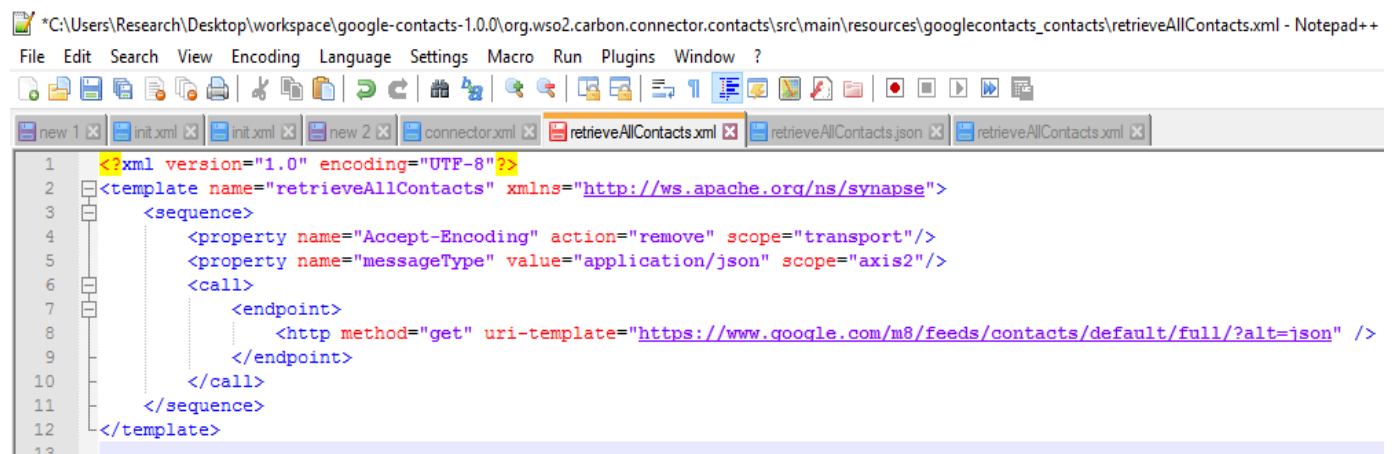 *C:\Users\Research\Desktop\workspace\google-contacts-1.0.0\org.wso2.carbon.connector.contacts\src\main\resources\googlecontacts_contacts\retrieveAllContacts.xml - Notepad++
File Edit Search View Encoding Language Settings Macro Run Plugins Window ?
new 1 init.xml init.xml new 2 connector.xml retrieveAllContacts.xml retrieveAllContacts.json retrieveAllContacts.xml
1 <?xml version="1.0" encoding="UTF-8"?>
2 <template name="retrieveAllContacts" xmlns="http://ws.apache.org/ns/synapse">
3 <sequence>
4 <property name="Accept-Encoding" action="remove" scope="transport"/>
5 <property name="messageType" value="application/json" scope="axis2"/>
6 <call>
7 <endpoint>
8 <http method="get" uri-template="https://www.google.com/m8/feeds/contacts/default/full/?alt=json" />
9 </endpoint>
10 </call>
11 </sequence>
12 </template>
13